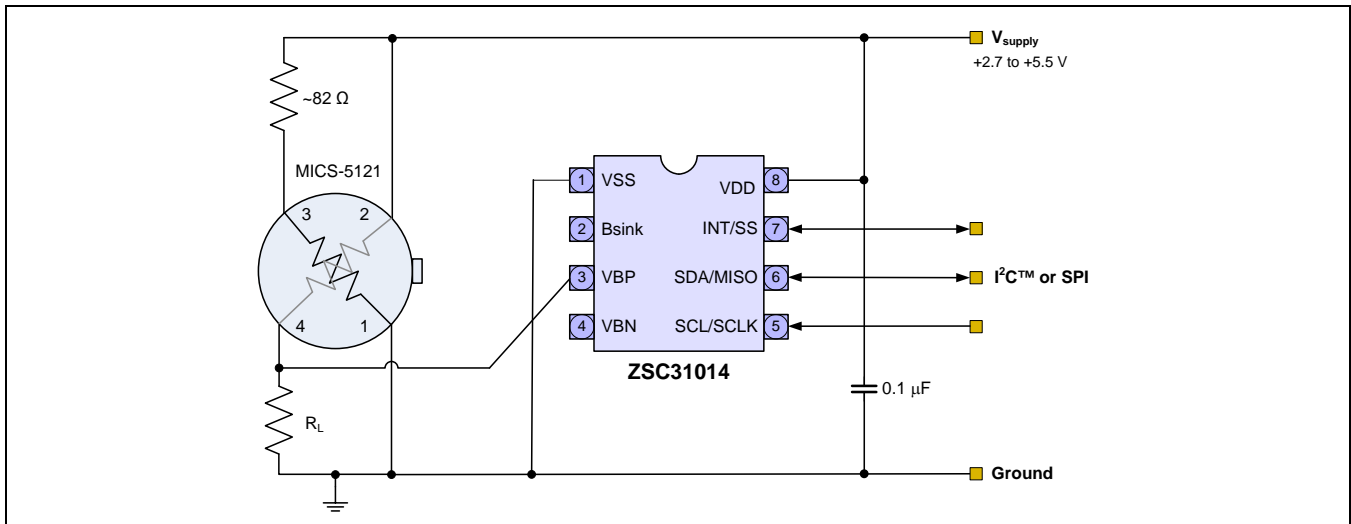 V_supply
+2.7 to +5.5 V
~82 Ω
MICS-5121
3
2
4
1
R_L
1 VSS
VDD 8
2 Bsink
INT/SS 7
3 VBP
SDA/MISO 6
I²C™ or SPI
4 VBN
SCL/SCLK 5
ZSC31014
0.1 μF
Ground